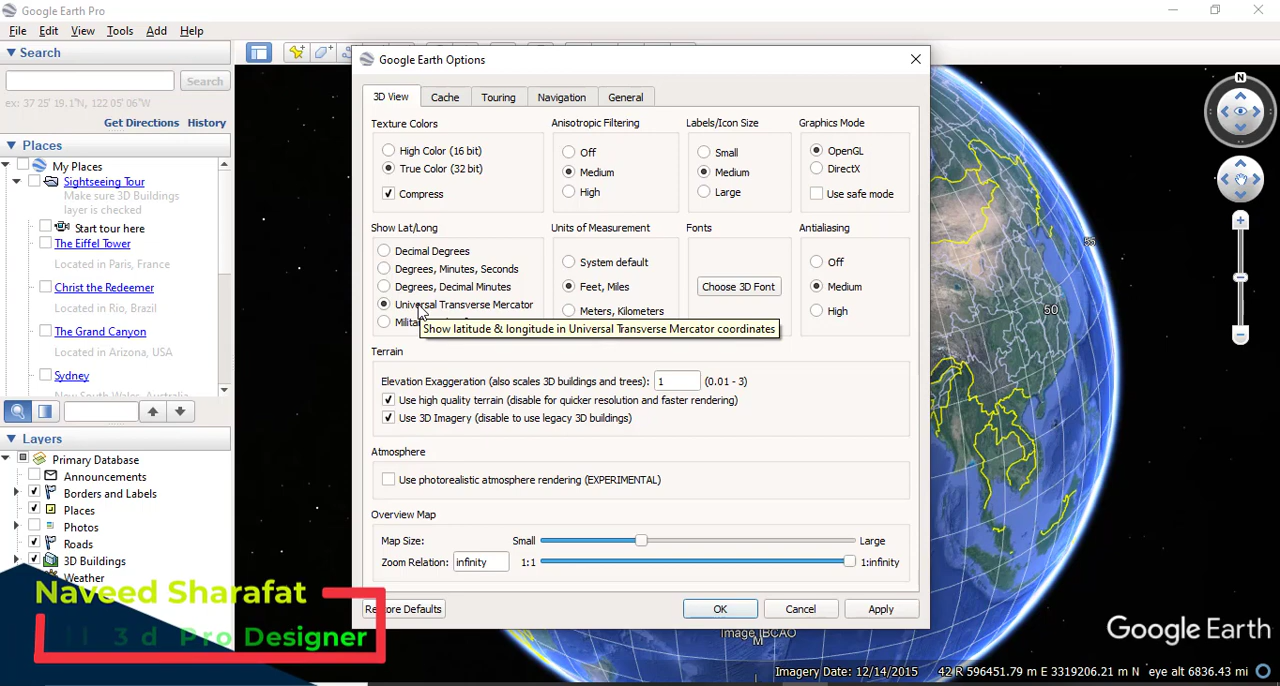 Google Earth Pro
File Edit View Tools Add Help
Search
Search
ex: 37 25' 19.1"N, 122 05' 06"W
Get Directions History
Places
My Places
Sightseeing Tour
Make sure 3D Buildings
layer is checked
Start tour here
The Eiffel Tower
Located in Paris, France
Christ the Redeemer
Located in Rio, Brazil
The Grand Canyon
Located in Arizona, USA
Sydney
Layers
Primary Database
Announcements
Borders and Labels
Places
Photos
Roads
3D Buildings
Weather
Google Earth Options
3D View Cache Touring Navigation General
Texture Colors
High Color (16 bit)
True Color (32 bit)
Compress
Anisotropic Filtering
Off
Medium
High
Labels/Icon Size
Small
Medium
Large
Graphics Mode
OpenGL
DirectX
Use safe mode
Show Lat/Long
Decimal Degrees
Degrees, Minutes, Seconds
Degrees, Decimal Minutes
Universal Transverse Mercator
Show latitude & longitude in Universal Transverse Mercator coordinates
Units of Measurement
System default
Feet, Miles
Meters, Kilometers
Fonts
Choose 3D Font
Antialiasing
Off
Medium
High
Terrain
Elevation Exaggeration (also scales 3D buildings and trees): 1 (0.01 - 3)
Use high quality terrain (disable for quicker resolution and faster rendering)
Use 3D Imagery (disable to use legacy 3D buildings)
Atmosphere
Use photorealistic atmosphere rendering (EXPERIMENTAL)
Overview Map
Map Size: Small Large
Zoom Relation: infinity 1:1 1:infinity
Restore Defaults OK Cancel Apply
N
55
50
Naveed Sharafat
3d Pro Designer
Image IBCAO
Google Earth
Imagery Date: 12/14/2015 42 R 596451.79 m E 3319206.21 m N eye alt 6836.43 mi